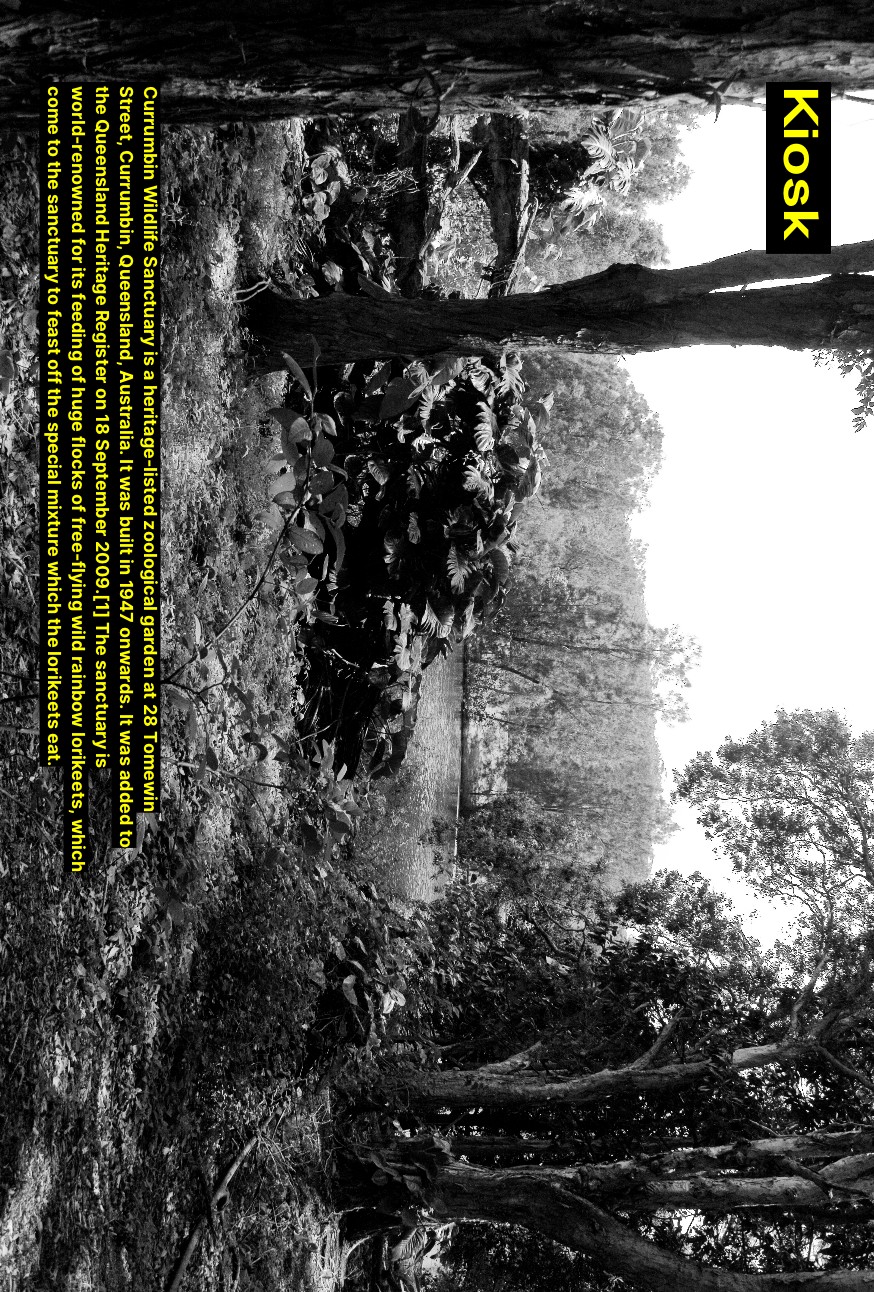 Kiosk
Currumbin Wildlife Sanctuary is a heritage-listed zoological garden at 28 Tomewin
Street, Currumbin, Queensland, Australia. It was built in 1947 onwards. It was added to
the Queensland Heritage Register on 18 September 2009.[1] The sanctuary is
world-renowned for its feeding of huge flocks of free-flying wild rainbow lorikeets, which
come to the sanctuary to feast off the special mixture which the lorikeets eat.